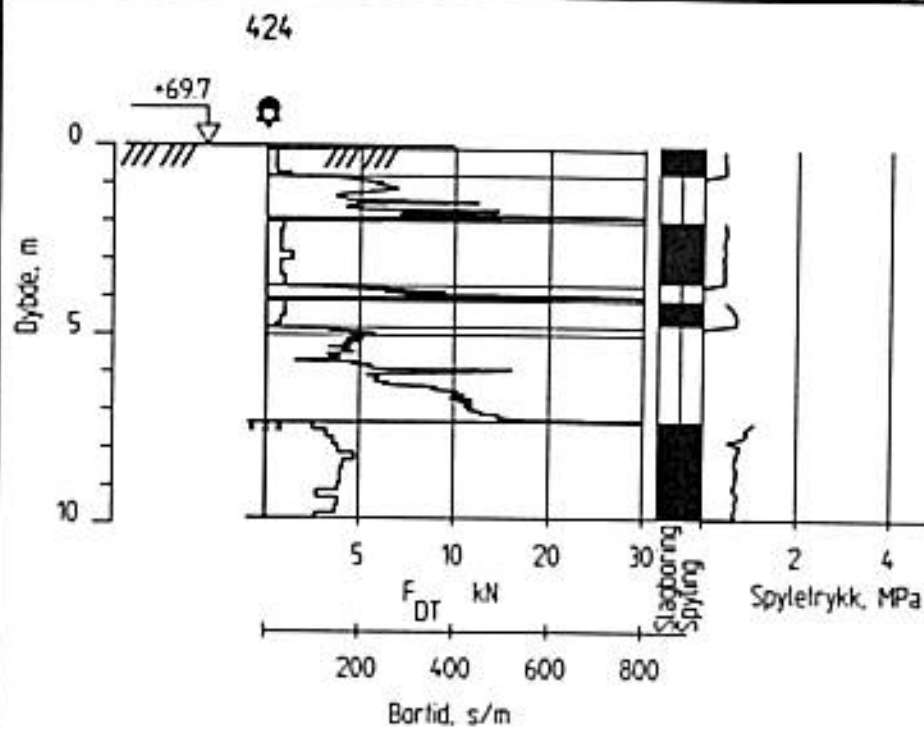 424
+69.7
0
5
10
Dybde, m
5 10 20 30
F DT kN
200 400 600 800
Bortid, s/m
Slagboring
Spyling
2 4
Spyletrykk, MPa